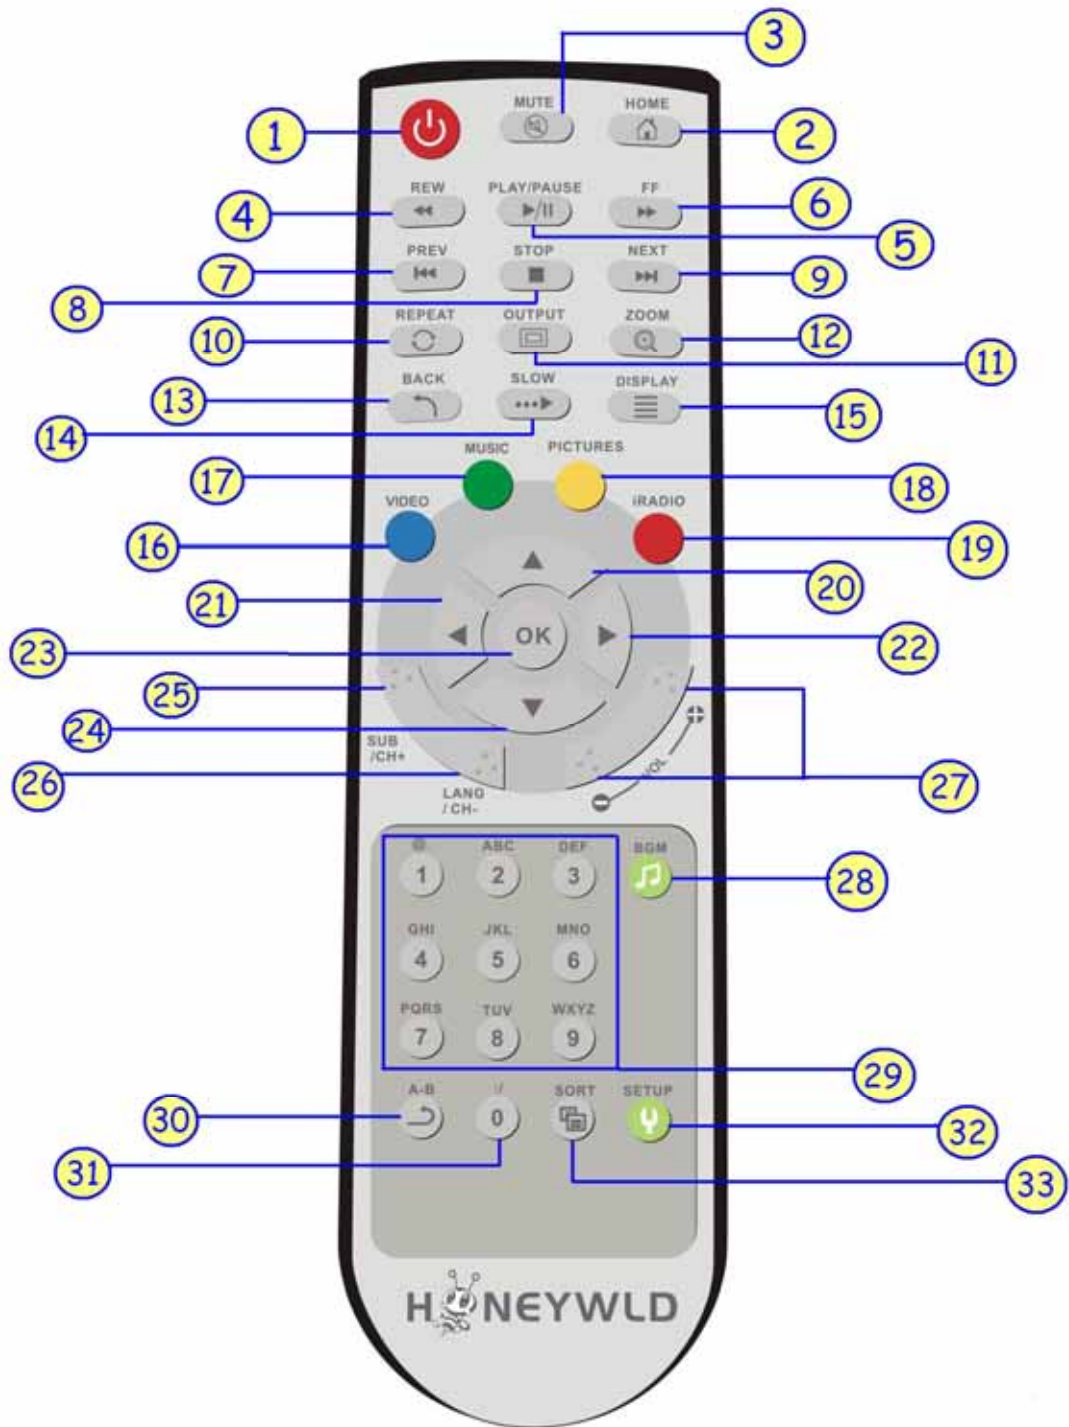 3
MUTE HOME
1 2
REW PLAY/PAUSE FF
4 6
5
PREV STOP NEXT
7 9
8
REPEAT OUTPUT ZOOM
10 12
11
BACK SLOW DISPLAY
13 15
14
MUSIC PICTURES
17 18
VIDEO iRADIO
16 19
20
21
OK
23 22
25
24
SUB
/CH+
26 LANG
/CH-
VOL
27
@ ABC DEF BGM
1 2 3
28
GHI JKL MNO
4 5 6
PQRS TUV WXYZ
7 8 9
29
A-B SORT SETUP
30 0 32
31 33
HONEYWLD